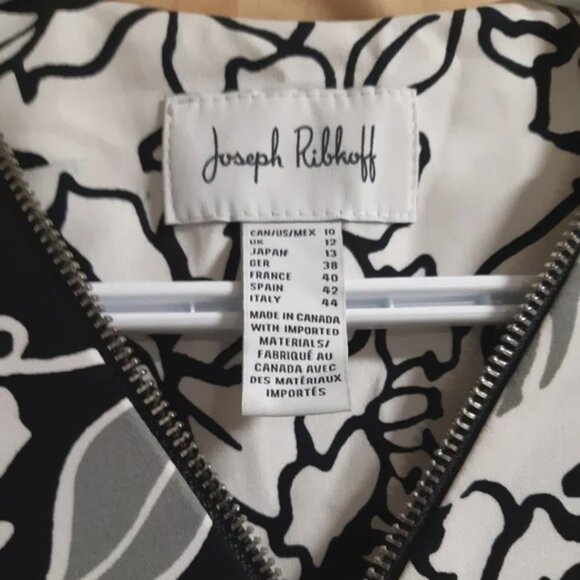 Joseph Ribkoff
CAN/US/MEX 10
UK 12
JAPAN 13
GER 38
FRANCE 40
SPAIN 42
ITALY 44
MADE IN CANADA
WITH IMPORTED
MATERIALS/
FABRIQUÉ AU
CANADA AVEC
DES MATÉRIAUX
IMPORTÉS